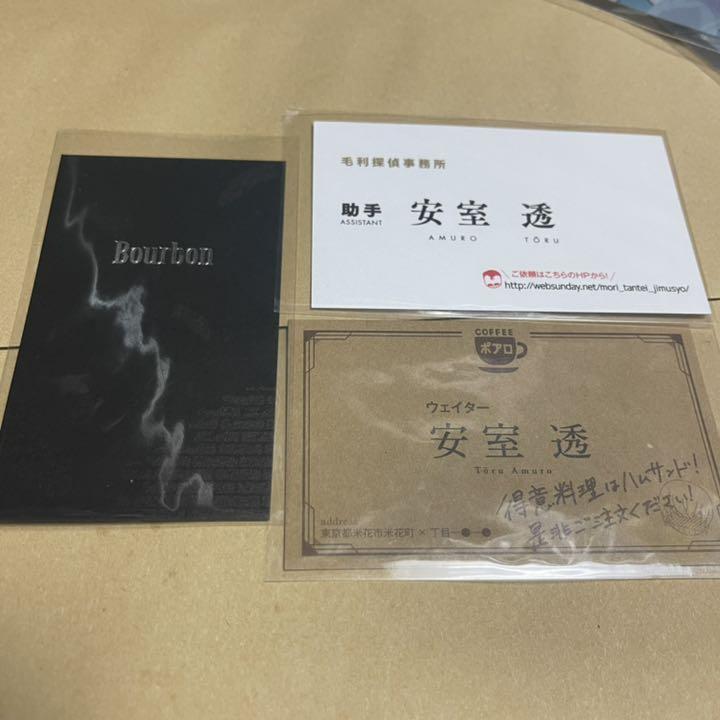 Bourbon
毛利探偵事務所
助手 安室 透
ASSISTANT
AMURO TŌRU
ご依頼はこちらのHPから!
http://websunday.net/mori_tantei_jimusyo/
COFFEE
ポアロ
ウェイター
安室 透
Tōru Amuro
得意料理はハムサンド!
是非ご注文ください!
address
東京都米花市米花町×丁目―●―●